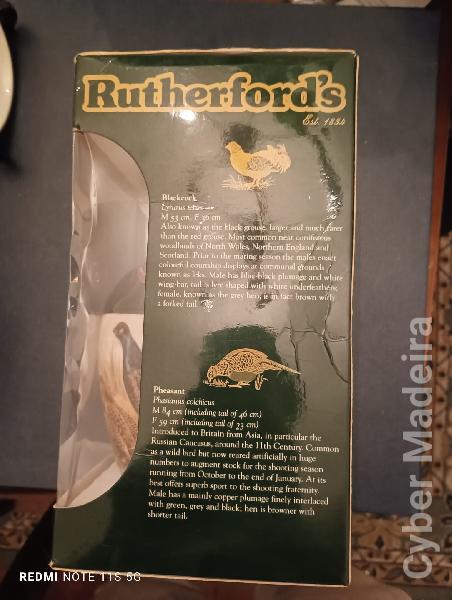 Rutherford's
Est. 1834
Blackcock
M 53 cm, F 36 cm
Also known as the black grouse, larger and much rarer
than the red grouse. Most common near coniferous
woodlands of North Wales, Northern England and
Scotland. Prior to the mating season the males enact
colourful courtship displays at communal grounds
known as leks. Male has blue-black plumage and white
wing-bar, tail is lyre shaped with white underfeathers;
female, known as the grey hen, is in fact brown with
a forked tail.
Pheasant
Phasianus colchicus
M 84 cm (including tail of 46 cm)
F 59 cm (including tail of 23 cm)
Introduced to Britain from Asia, in particular the
Russian Caucasus, around the 11th Century. Common
as a wild bird but now reared artificially in huge
numbers to augment stock for the shooting season
running from October to the end of January. At its
best offers superb sport to the shooting fraternity.
Male has a mainly copper plumage finely interlaced
with green, grey and black; hen is browner with
shorter tail.
Cyber Madeira
REDMI NOTE 11S 5G